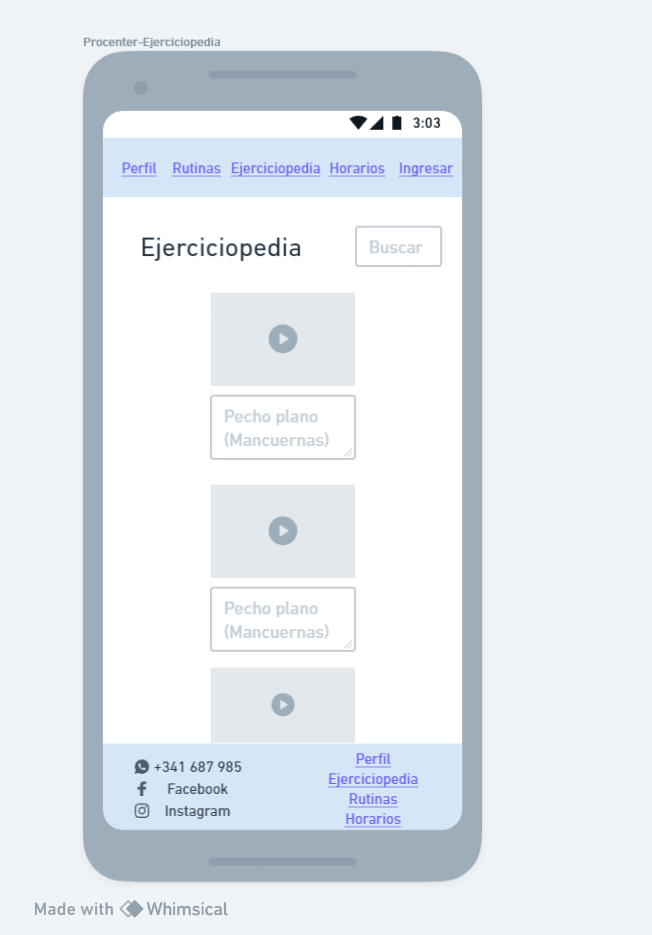 Procenter-Ejerciciopedia
3:03
Perfil Rutinas Ejerciciopedia Horarios Ingresar
Ejerciciopedia
Buscar
Pecho plano
(Mancuernas)
Pecho plano
(Mancuernas)
+341 687 985
Facebook
Instagram
Perfil
Ejerciciopedia
Rutinas
Horarios
Made with Whimsical